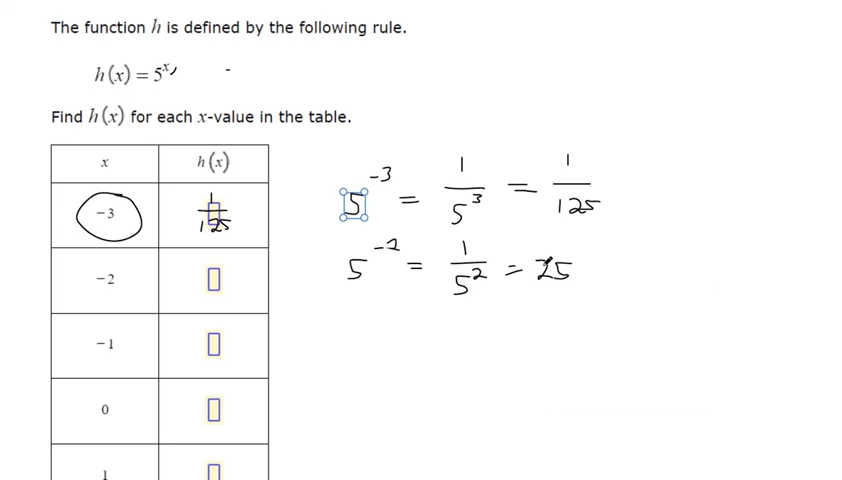 The function h is defined by the following rule.
h(x) = 5^x,
Find h(x) for each x-value in the table.
x h(x)
-3 1/125
-2
-1
0
1
5^-3 = 1/5^3 = 1/125
5^-2 = 1/5^2 = 25